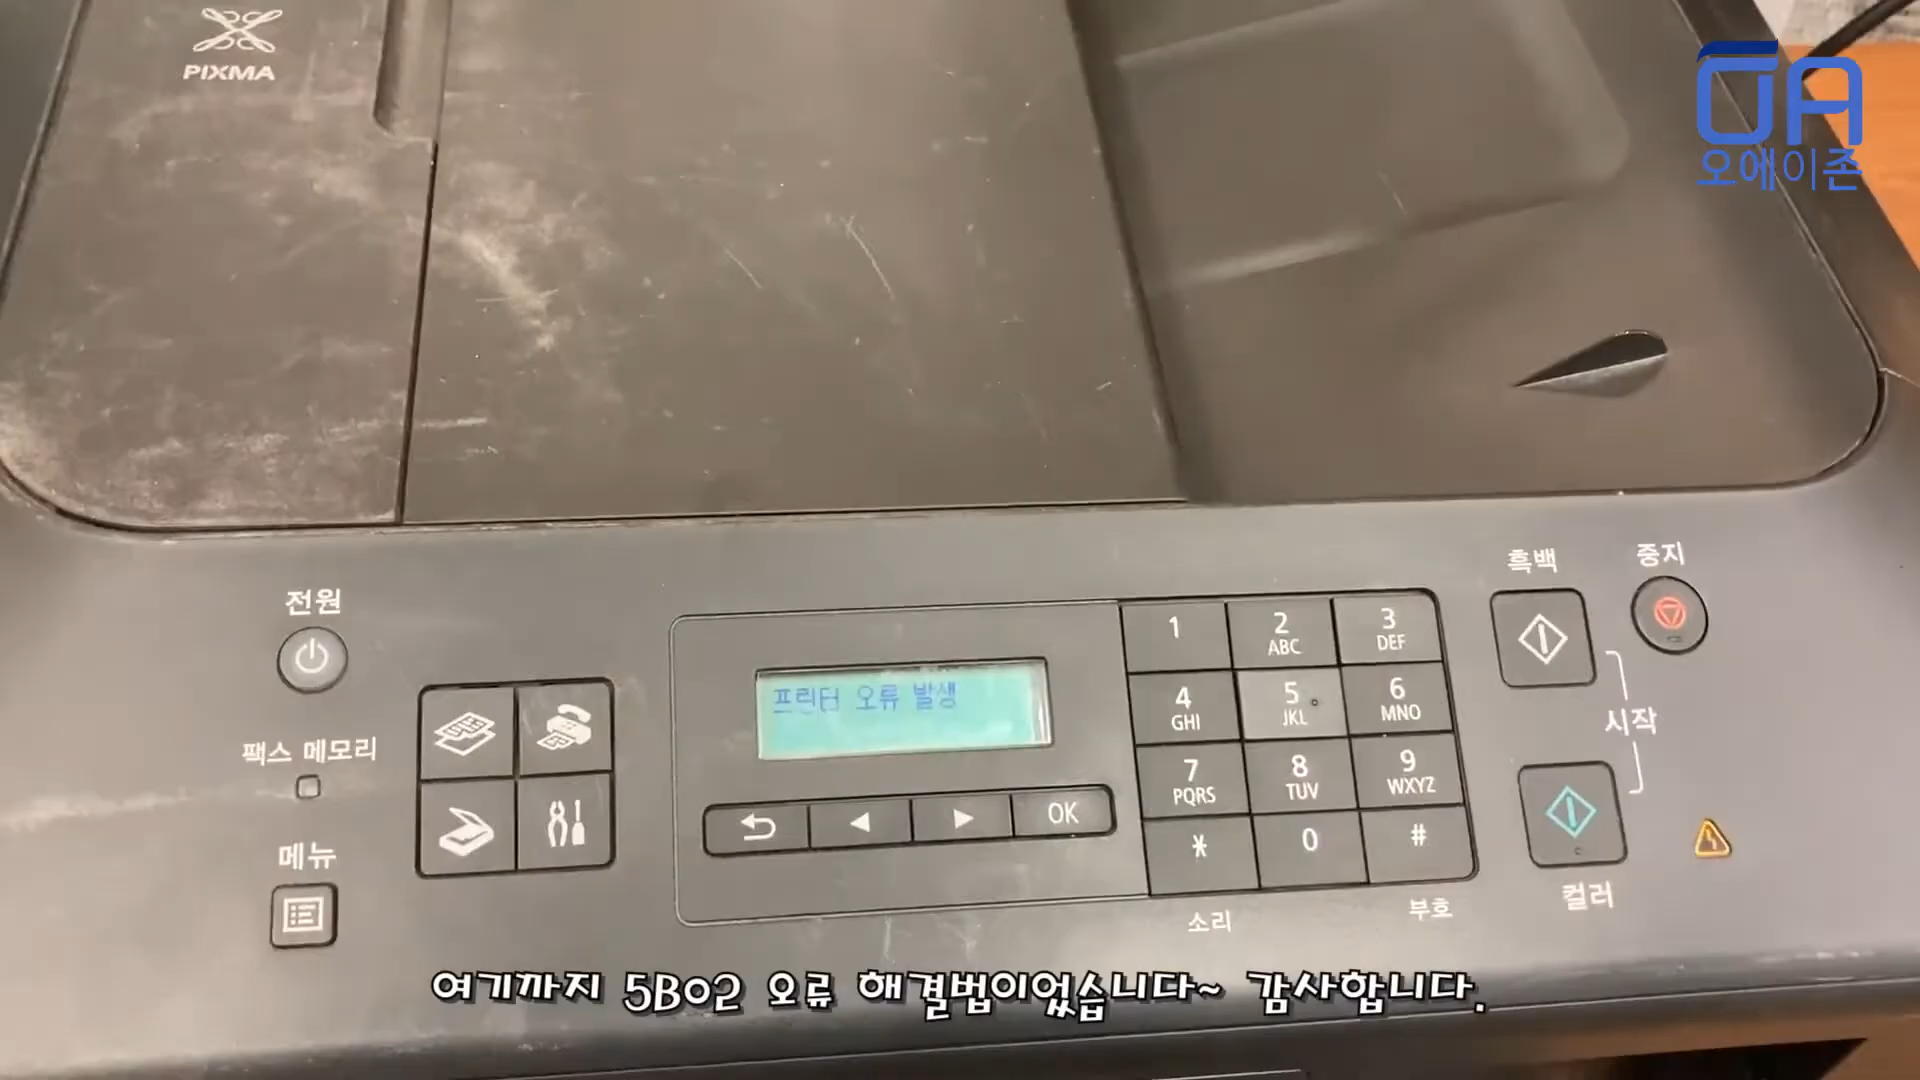 PIXMA
OA
오에이존
전원
팩스 메모리
메뉴
프린터 오류 발생
OK
1
2
ABC
3
DEF
4
GHI
5
JKL
6
MNO
7
PQRS
8
TUV
9
WXYZ
*
0
#
소리
부호
흑백
중지
시작
컬러
여기까지 5B02 오류 해결법이었습니다~ 감사합니다.